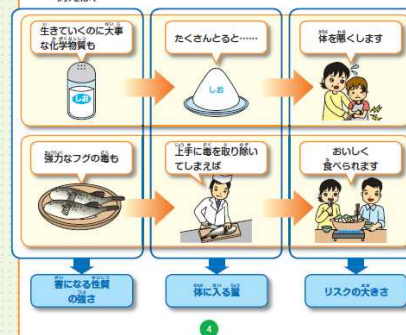 生きていくのに大事
な化学物質も
しお
たくさんとると……
しお
体を悪くします
強力なフグの毒も
上手に毒を取り除い
てしまえば
おいしく
食べられます
害になる性質
の強さ
体に入る量
リスクの大きさ
4